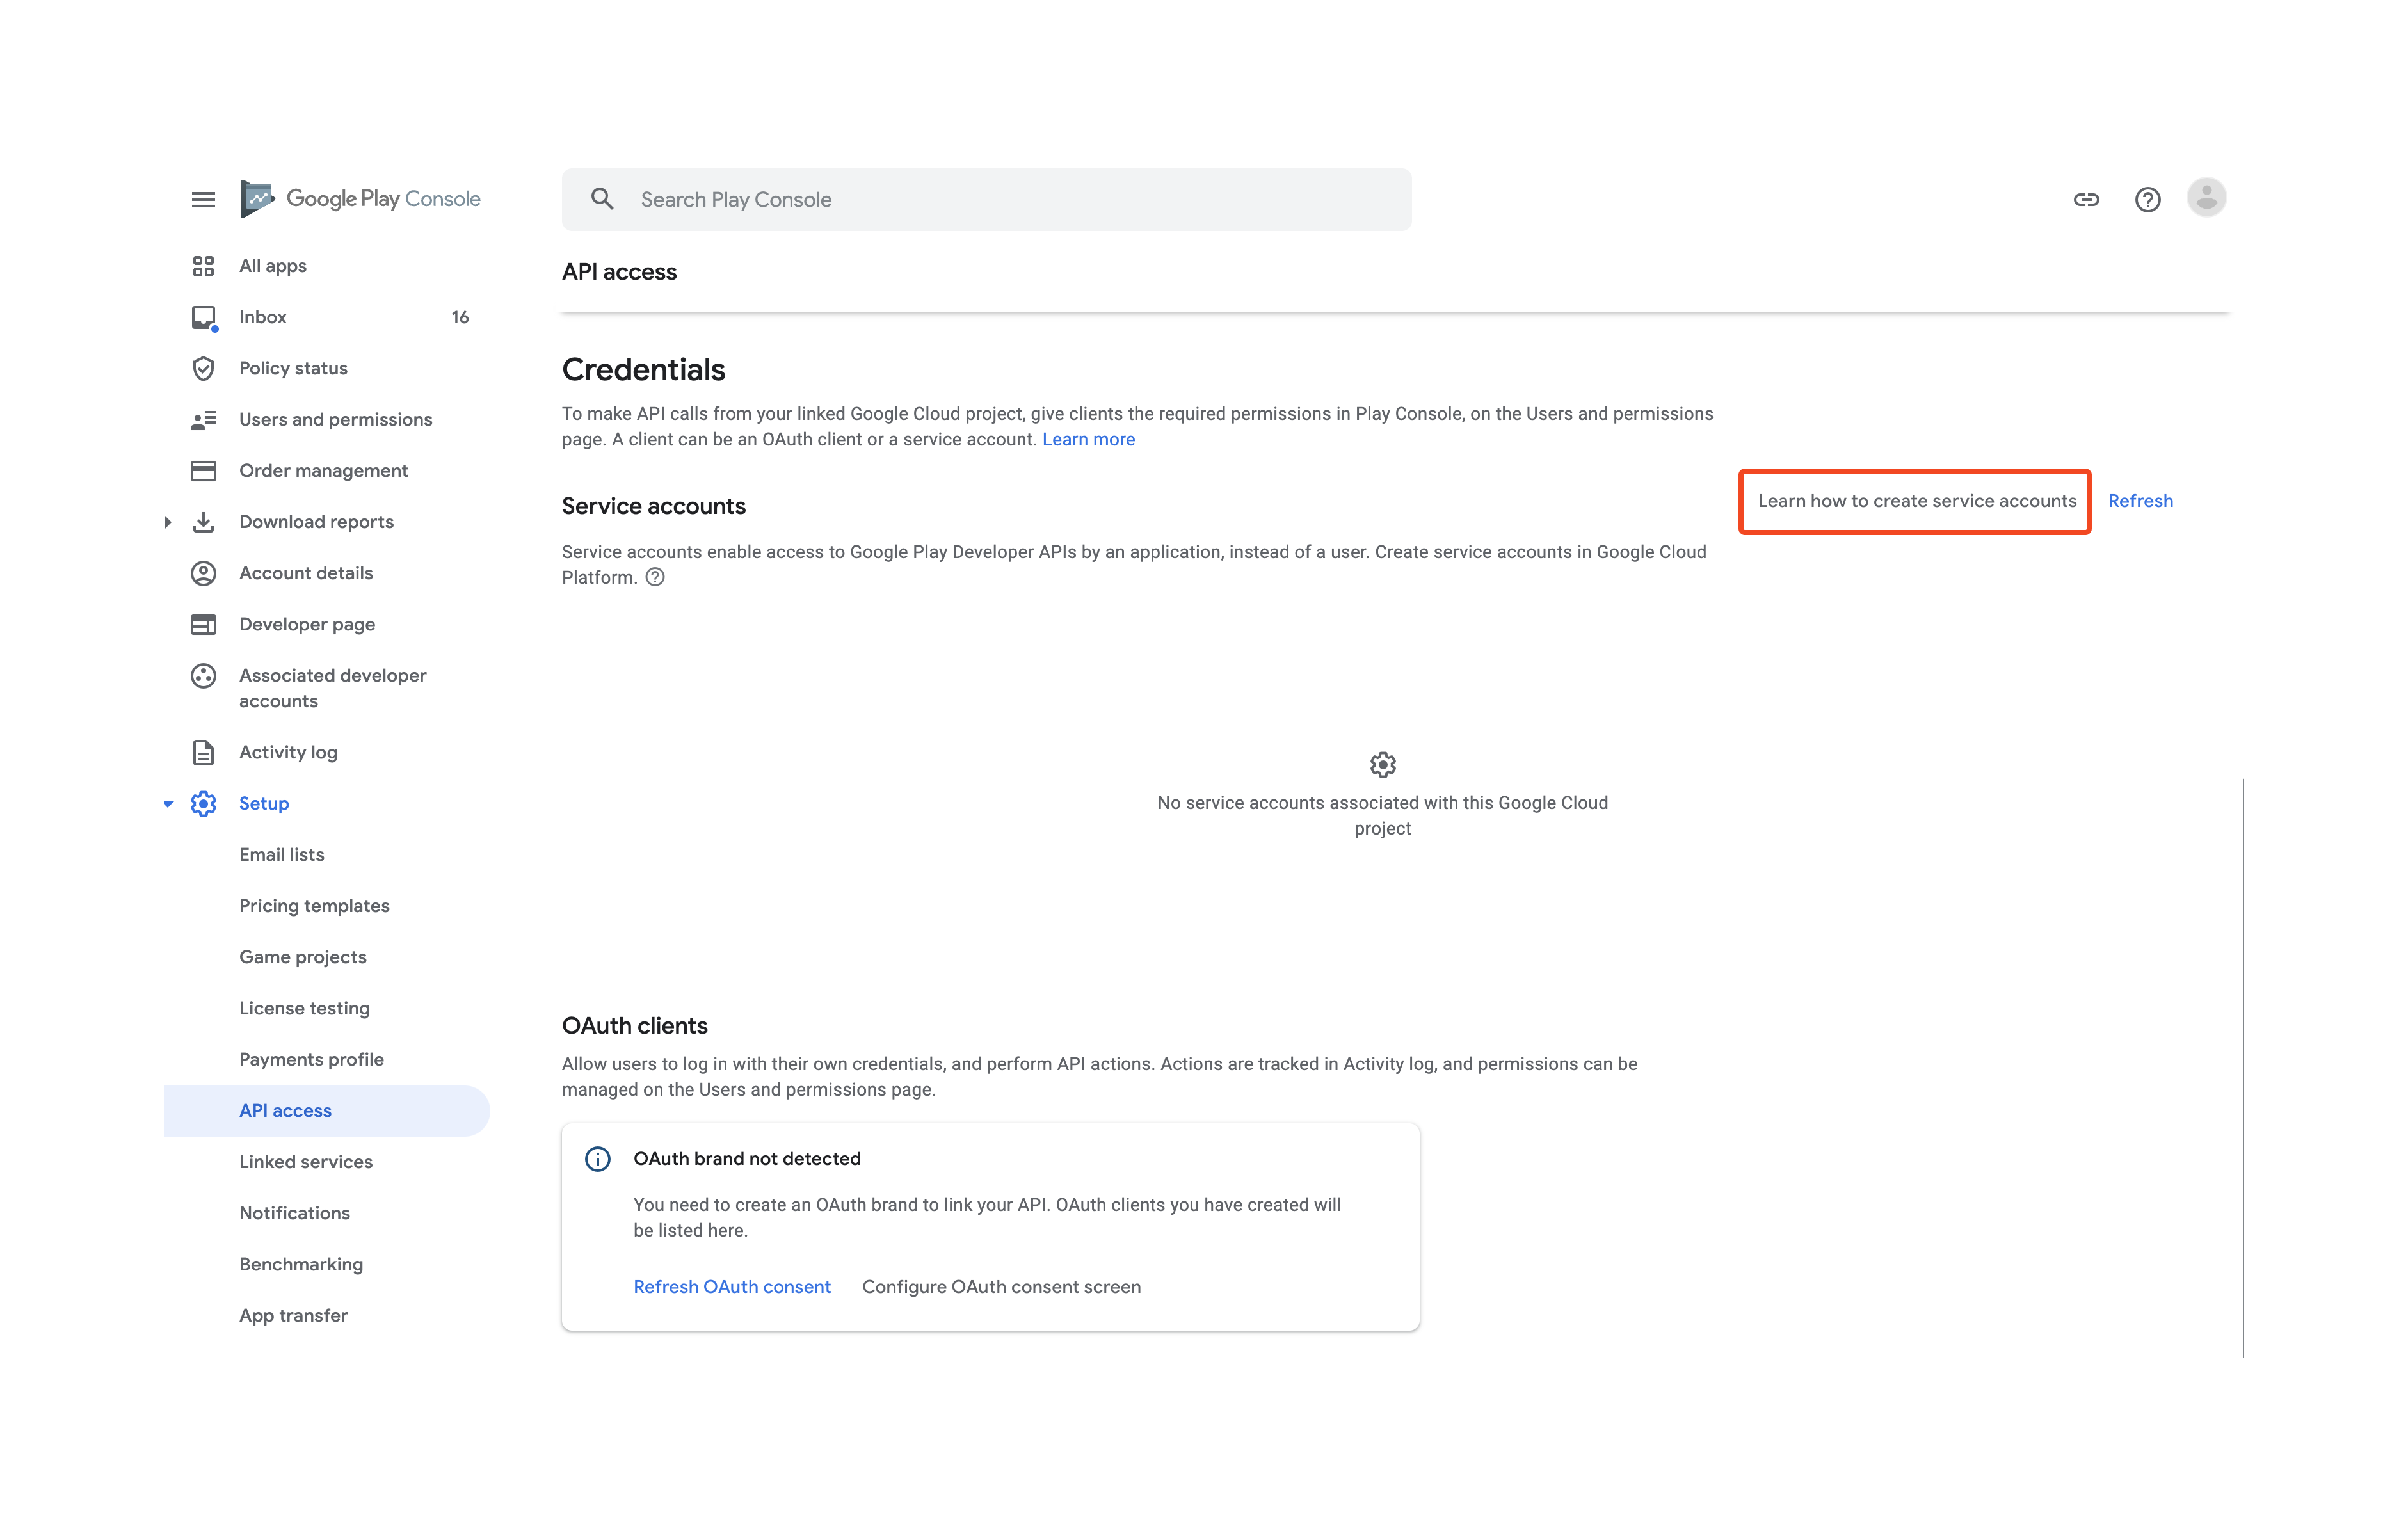 Google Play Console
Search Play Console
All apps
Inbox 16
Policy status
Users and permissions
Order management
Download reports
Account details
Developer page
Associated developer
accounts
Activity log
Setup
Email lists
Pricing templates
Game projects
License testing
Payments profile
API access
Linked services
Notifications
Benchmarking
App transfer
API access
Credentials
To make API calls from your linked Google Cloud project, give clients the required permissions in Play Console, on the Users and permissions
page. A client can be an OAuth client or a service account. Learn more
Service accounts
Learn how to create service accounts Refresh
Service accounts enable access to Google Play Developer APIs by an application, instead of a user. Create service accounts in Google Cloud
Platform.
No service accounts associated with this Google Cloud
project
OAuth clients
Allow users to log in with their own credentials, and perform API actions. Actions are tracked in Activity log, and permissions can be
managed on the Users and permissions page.
OAuth brand not detected
You need to create an OAuth brand to link your API. OAuth clients you have created will
be listed here.
Refresh OAuth consent Configure OAuth consent screen